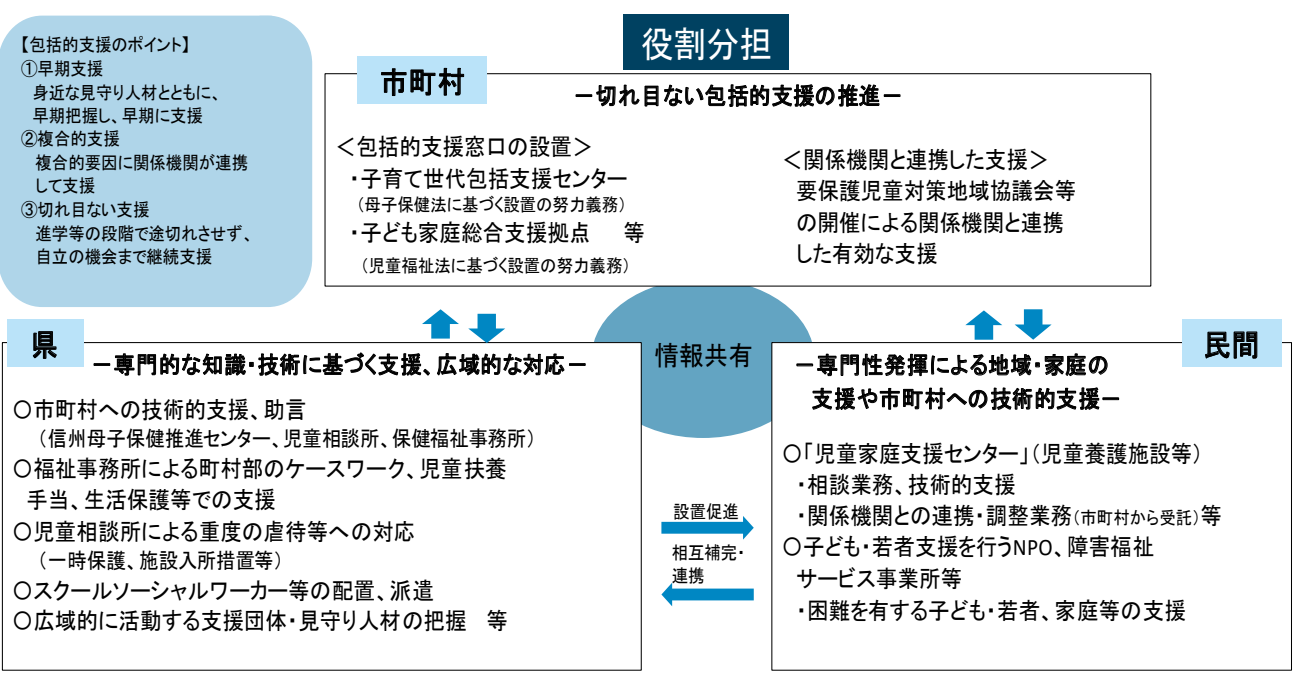 【包括的支援のポイント】
①早期支援
身近な見守り人材とともに、
早期把握し、早期に支援
②複合的支援
複合的要因に関係機関が連携
して支援
③切れ目ない支援
進学等の段階で途切れさせず、
自立の機会まで継続支援
役割分担
市町村
－切れ目ない包括的支援の推進－
＜包括的支援窓口の設置＞
・子育て世代包括支援センター
（母子保健法に基づく設置の努力義務）
・子ども家庭総合支援拠点　等
（児童福祉法に基づく設置の努力義務）
＜関係機関と連携した支援＞
要保護児童対策地域協議会等
の開催による関係機関と連携
した有効な支援
県
－専門的な知識・技術に基づく支援、広域的な対応－
○市町村への技術的支援、助言
（信州母子保健推進センター、児童相談所、保健福祉事務所）
○福祉事務所による町村部のケースワーク、児童扶養
手当、生活保護等での支援
○児童相談所による重度の虐待等への対応
（一時保護、施設入所措置等）
○スクールソーシャルワーカー等の配置、派遣
○広域的に活動する支援団体・見守り人材の把握　等
情報共有
設置促進
相互補完・
連携
民間
－専門性発揮による地域・家庭の
支援や市町村への技術的支援－
○「児童家庭支援センター」（児童養護施設等）
・相談業務、技術的支援
・関係機関との連携・調整業務（市町村から受託）等
○子ども・若者支援を行うNPO、障害福祉
サービス事業所等
・困難を有する子ども・若者、家庭等の支援